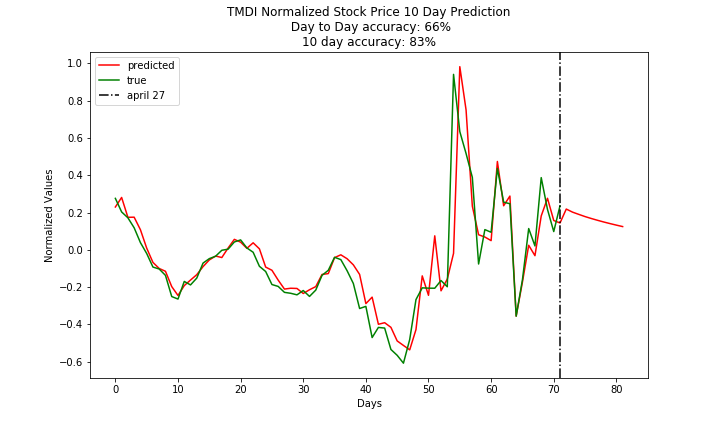 TMDI Normalized Stock Price 10 Day Prediction
Day to Day accuracy: 66%
10 day accuracy: 83%
predicted
true
april 27
Normalized Values
1.0
0.8
0.6
0.4
0.2
0.0
−0.2
−0.4
−0.6
0 10 20 30 40 50 60 70 80
Days